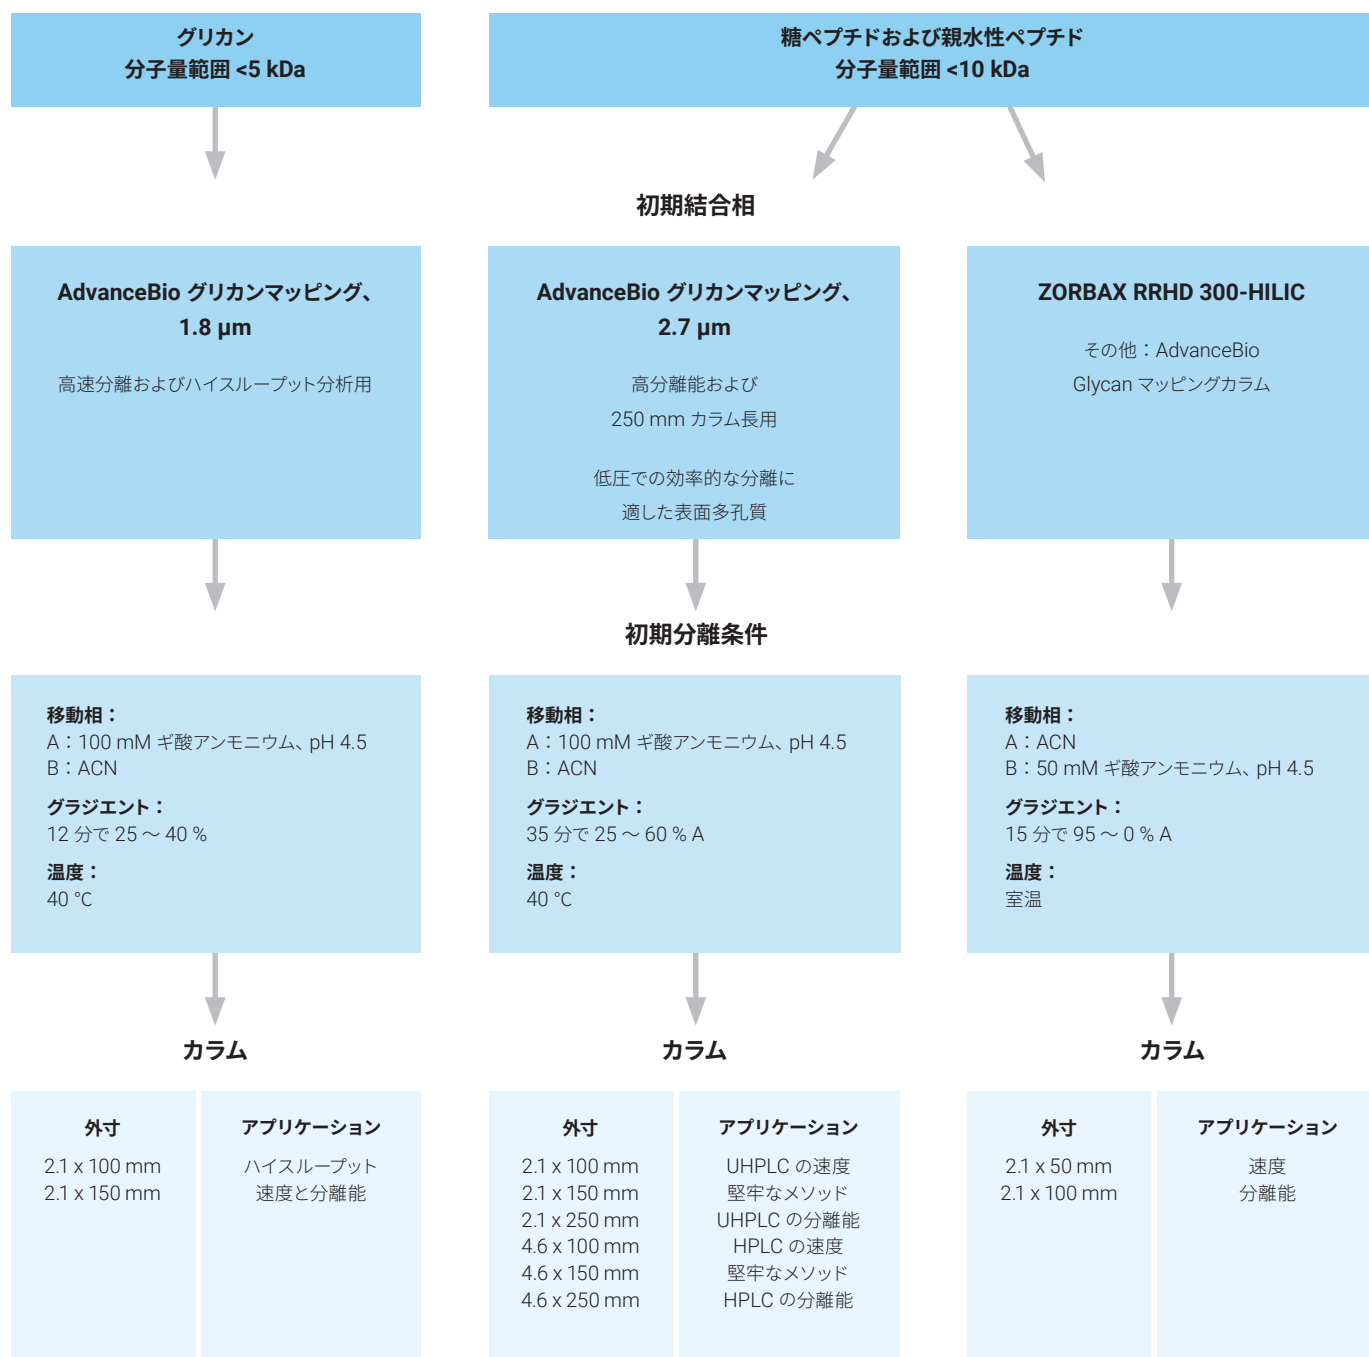 グリカン
分子量範囲 <5 kDa
糖ペプチドおよび親水性ペプチド
分子量範囲 <10 kDa
初期結合相
AdvanceBio グリカンマッピング、
1.8 µm
高速分離およびハイスループット分析用
AdvanceBio グリカンマッピング、
2.7 µm
高分離能および
250 mm カラム長用
低圧での効率的な分離に
適した表面多孔質
ZORBAX RRHD 300-HILIC
その他：AdvanceBio
Glycan マッピングカラム
初期分離条件
移動相：
A：100 mM ギ酸アンモニウム、pH 4.5
B：ACN
グラジエント：
12 分で 25 ～ 40 %
温度：
40 °C
移動相：
A：100 mM ギ酸アンモニウム、pH 4.5
B：ACN
グラジエント：
35 分で 25 ～ 60 % A
温度：
40 °C
移動相：
A：ACN
B：50 mM ギ酸アンモニウム、pH 4.5
グラジエント：
15 分で 95 ～ 0 % A
温度：
室温
カラム
外寸 アプリケーション
2.1 x 100 mm ハイスループット
2.1 x 150 mm 速度と分離能
カラム
外寸 アプリケーション
2.1 x 100 mm UHPLC の速度
2.1 x 150 mm 堅牢なメソッド
2.1 x 250 mm UHPLC の分離能
4.6 x 100 mm HPLC の速度
4.6 x 150 mm 堅牢なメソッド
4.6 x 250 mm HPLC の分離能
カラム
外寸 アプリケーション
2.1 x 50 mm 速度
2.1 x 100 mm 分離能